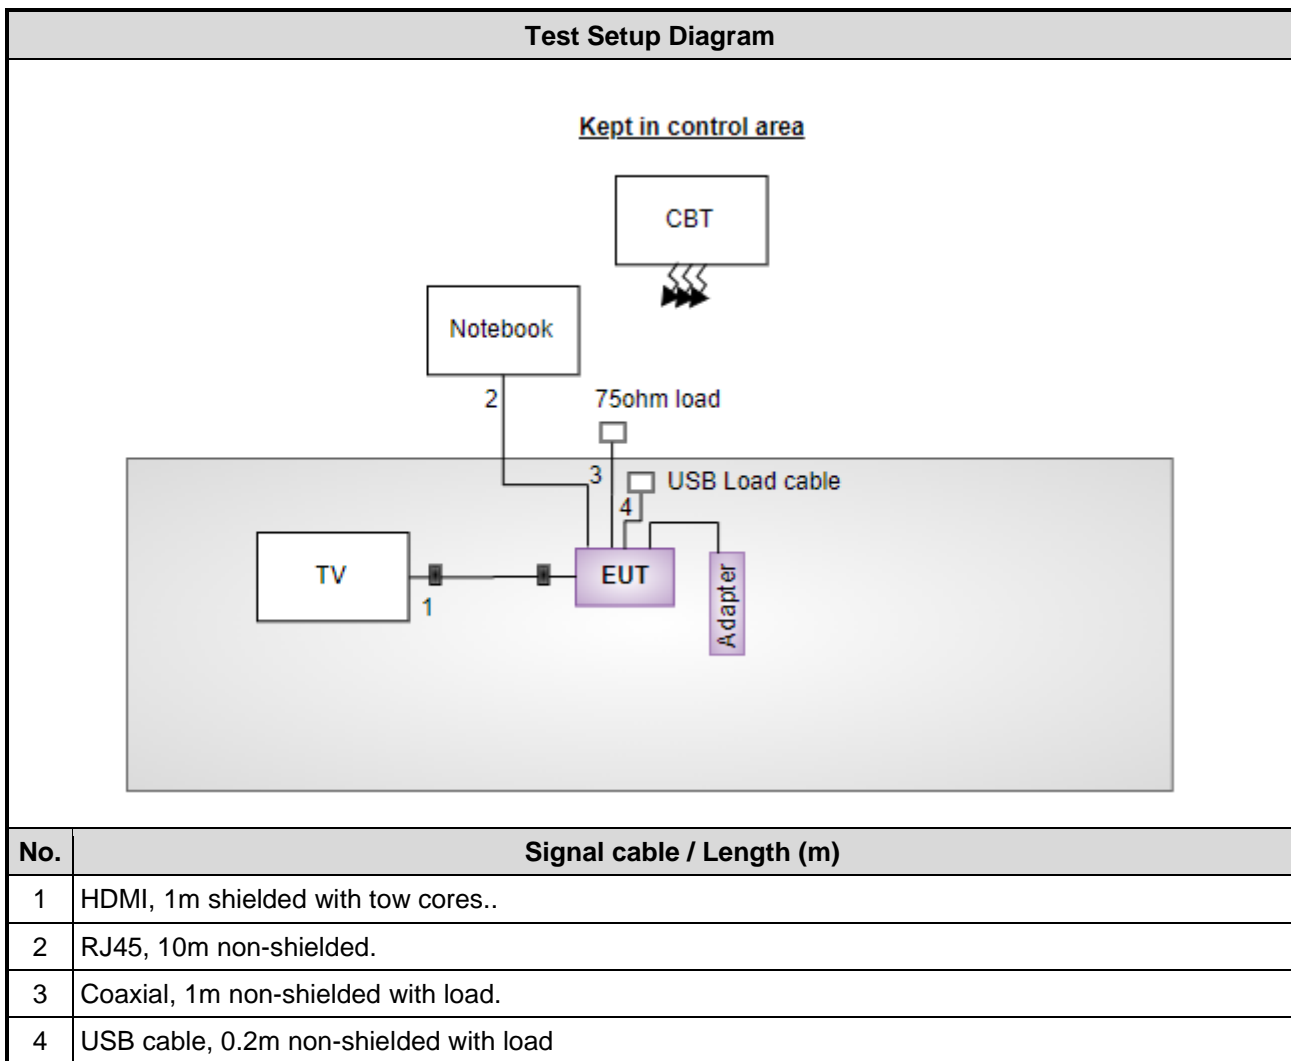 Test Setup Diagram
Kept in control area
CBT
Notebook
2
75ohm load
3
USB Load cable
4
TV
1
EUT
Adapter
No. Signal cable / Length (m)
1 HDMI, 1m shielded with tow cores..
2 RJ45, 10m non-shielded.
3 Coaxial, 1m non-shielded with load.
4 USB cable, 0.2m non-shielded with load